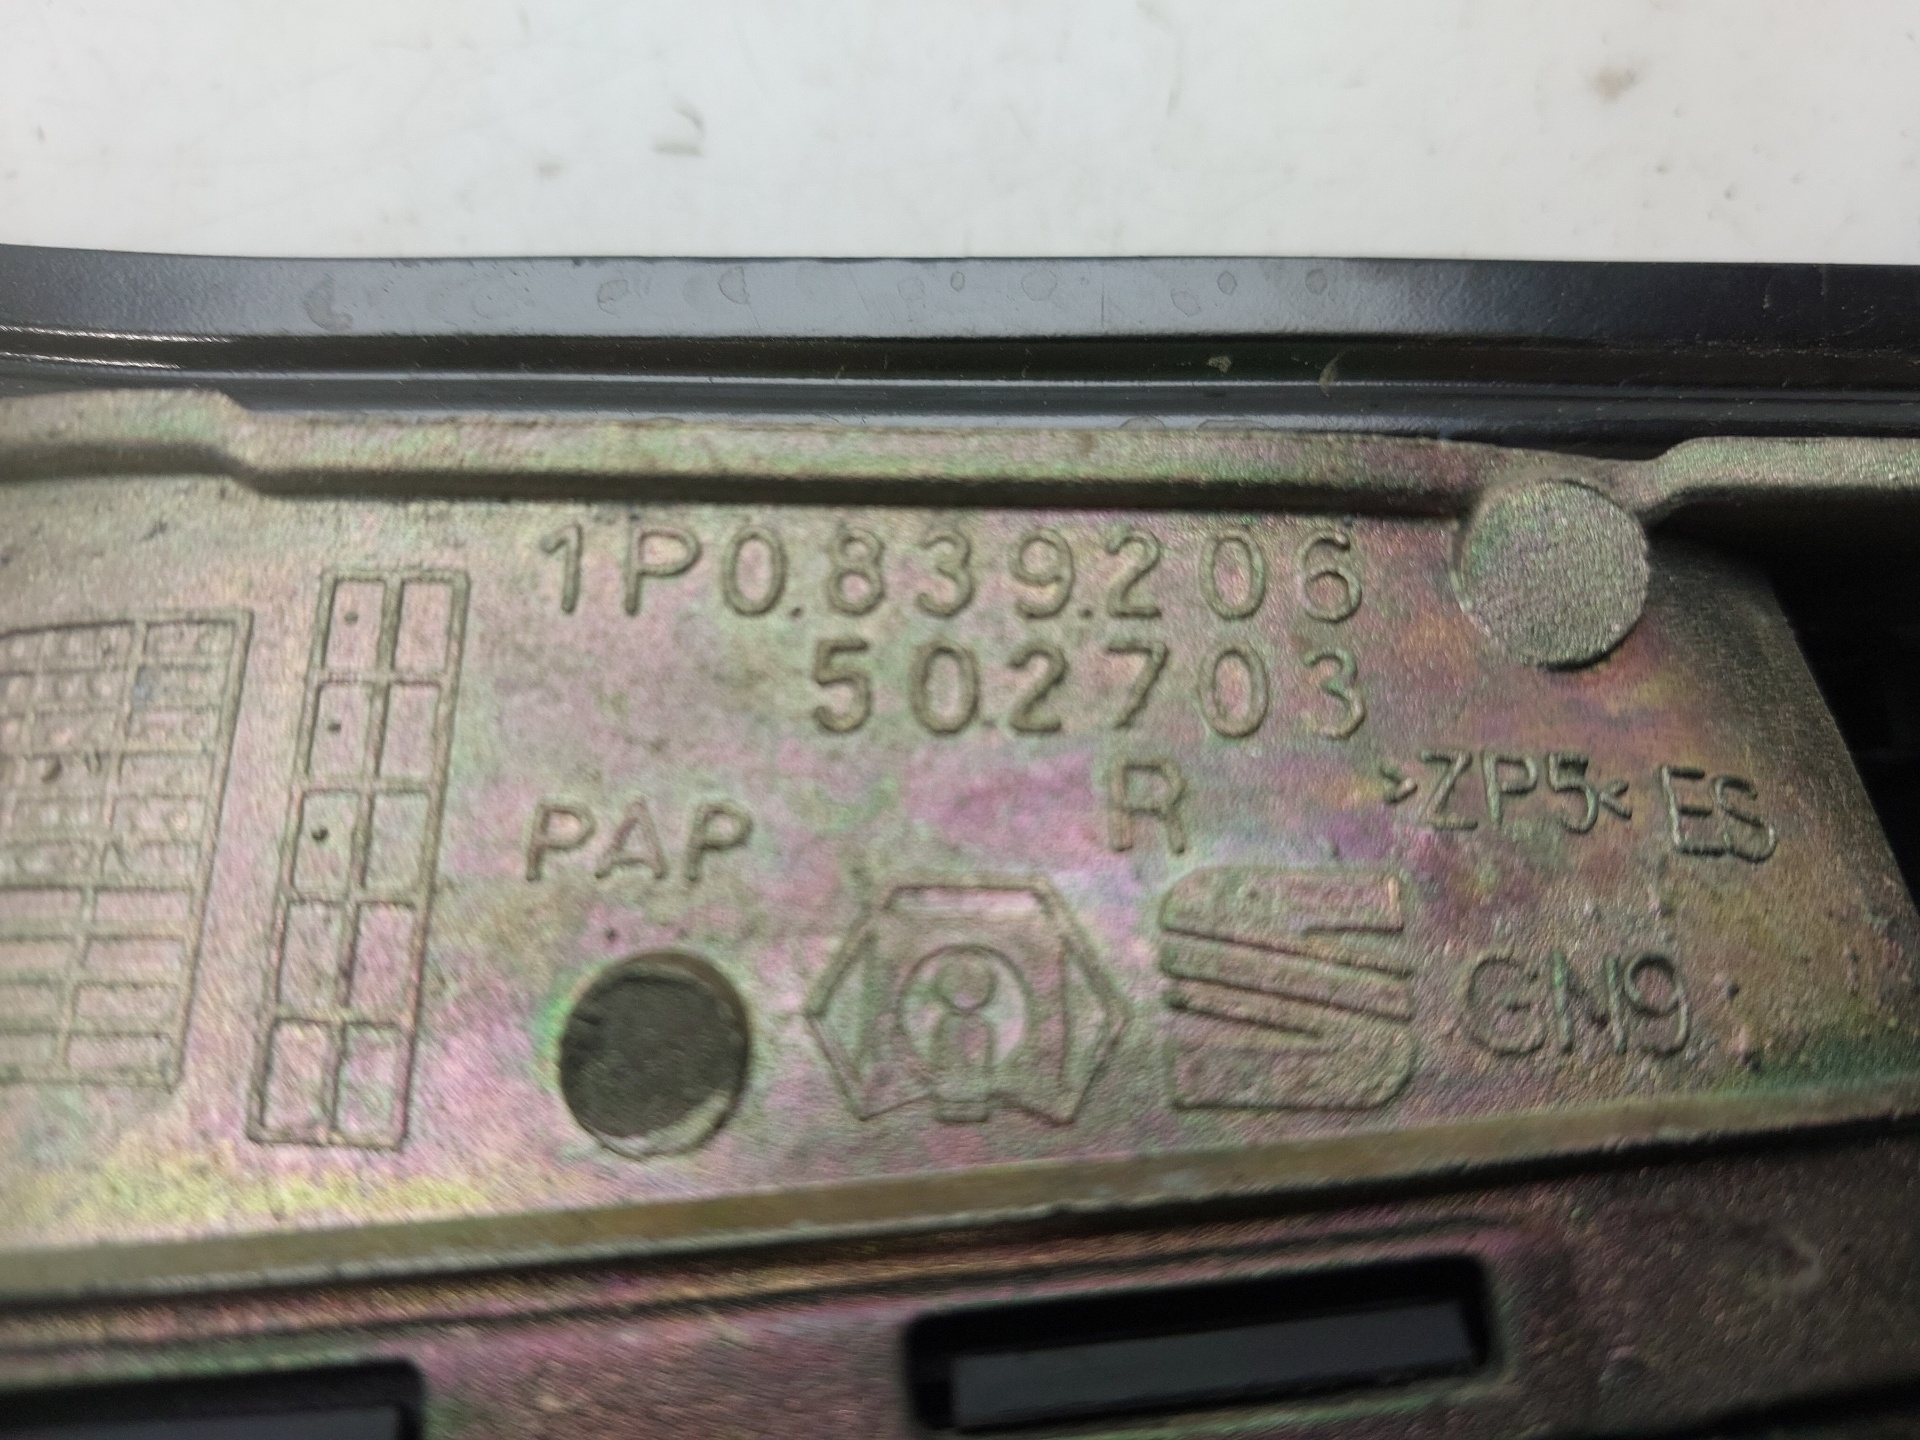 1P0.839.206
502703
R
>ZP5< ES
PAP
GN9